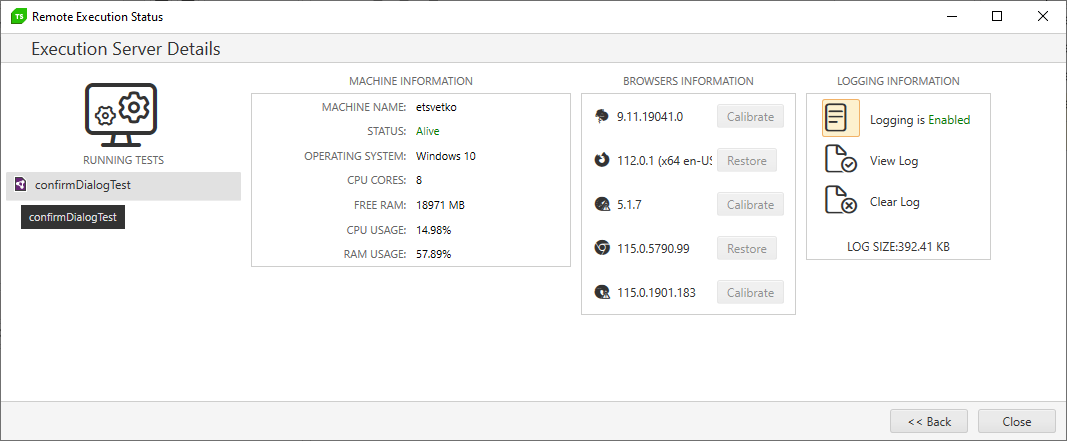 TS Remote Execution Status
Execution Server Details
RUNNING TESTS
confirmDialogTest
confirmDialogTest
MACHINE INFORMATION
MACHINE NAME: etsvetko
STATUS: Alive
OPERATING SYSTEM: Windows 10
CPU CORES: 8
FREE RAM: 18971 MB
CPU USAGE: 14.98%
RAM USAGE: 57.89%
BROWSERS INFORMATION
9.11.19041.0 Calibrate
112.0.1 (x64 en-US Restore
5.1.7 Calibrate
115.0.5790.99 Restore
115.0.1901.183 Calibrate
LOGGING INFORMATION
Logging is Enabled
View Log
Clear Log
LOG SIZE:392.41 KB
<< Back Close